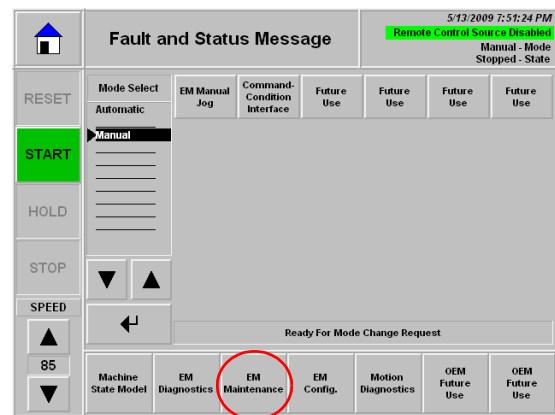 Fault and Status Message
5/13/2009 7:51:24 PM
Remote Control Source Disabled
Manual - Mode
Stopped - State
RESET
START
HOLD
STOP
SPEED
85
Mode Select
Automatic
Manual
EM Manual
Jog
Command-
Condition
Interface
Future
Use
Future
Use
Future
Use
Future
Use
Ready For Mode Change Request
Machine
State Model
EM
Diagnostics
EM
Maintenance
EM
Config.
Motion
Diagnostics
OEM
Future
Use
OEM
Future
Use